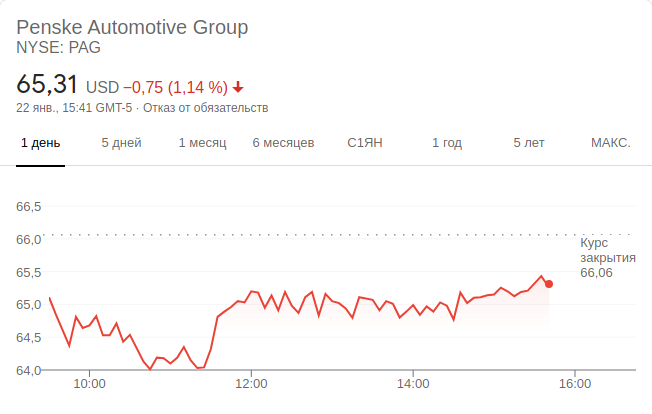 Penske Automotive Group
NYSE: PAG
65,31 USD −0,75 (1,14 %)
22 янв., 15:41 GMT-5 · Отказ от обязательств
1 день 5 дней 1 месяц 6 месяцев С1ЯН 1 год 5 лет МАКС.
66,5
66,0
Курс
закрытия
65,5
66,06
65,0
64,5
64,0
10:00 12:00 14:00 16:00